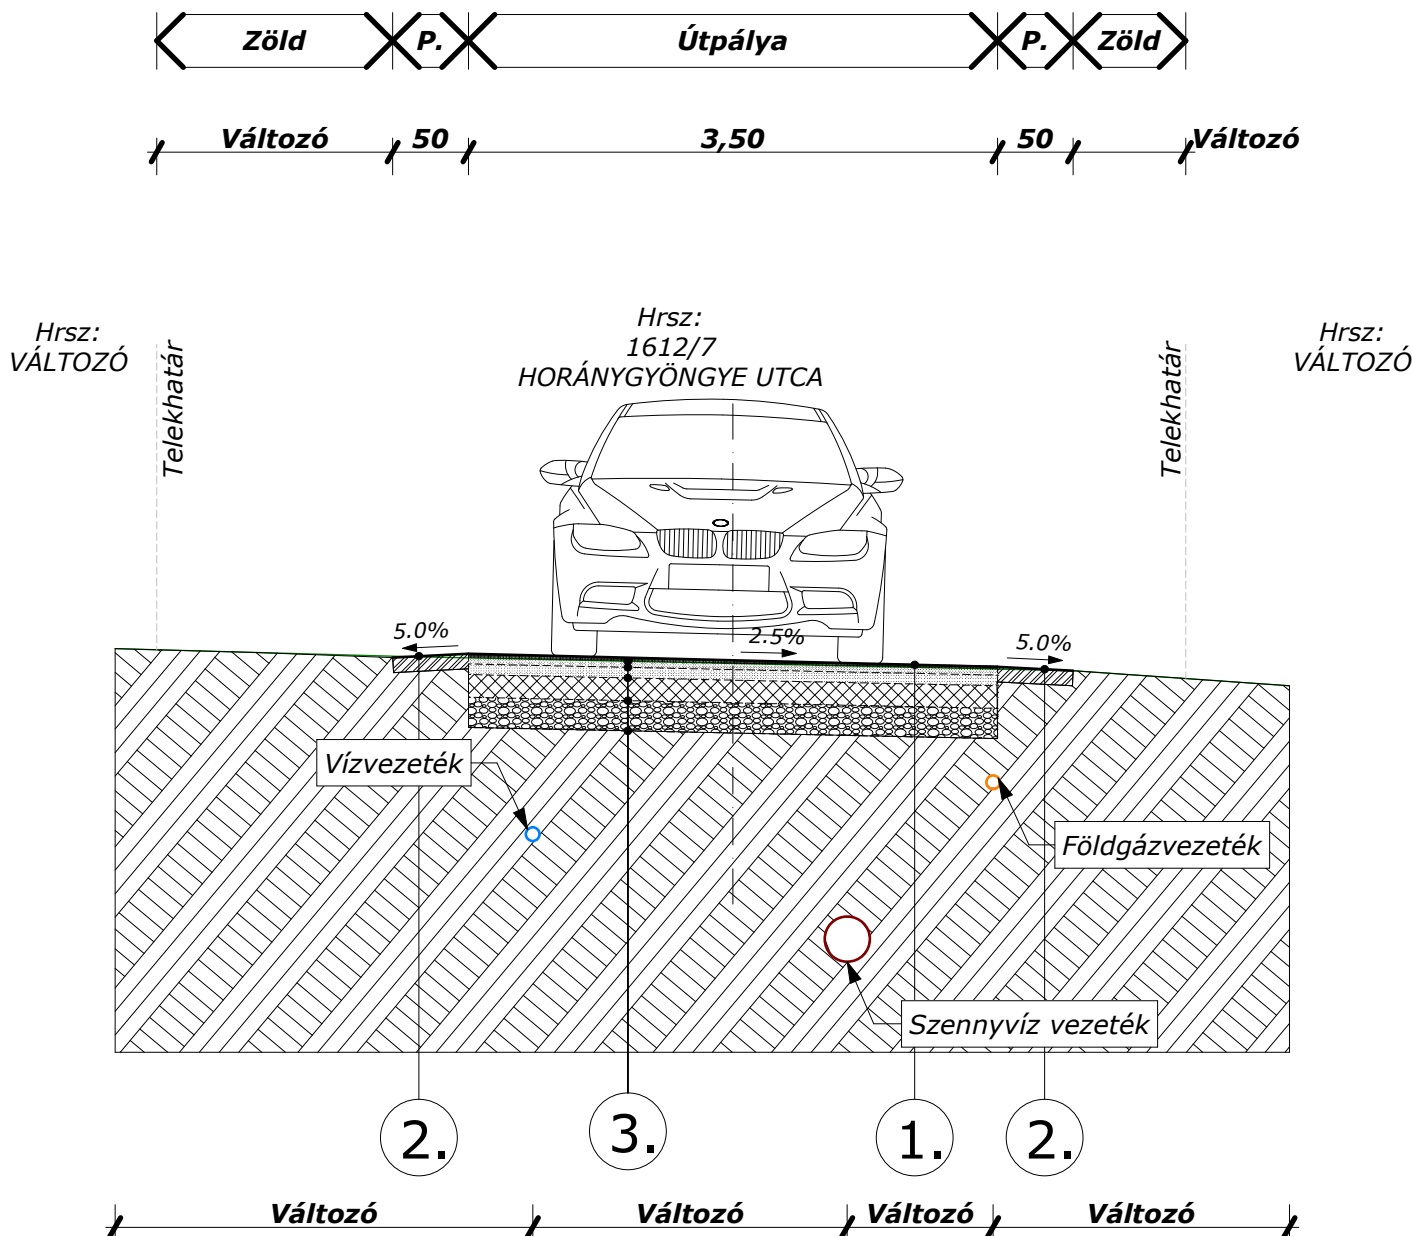 Zöld P. Útpálya P. Zöld
Változó 50 3,50 50 Változó
Hrsz:
VÁLTOZÓ
Telekhatár
Hrsz:
1612/7
HORÁNYGYÖNGYE UTCA
Telekhatár
Hrsz:
VÁLTOZÓ
5.0% 2.5% 5.0%
Vízvezeték
Földgázvezeték
Szennyvíz vezeték
2. 3. 1. 2.
Változó Változó Változó Változó